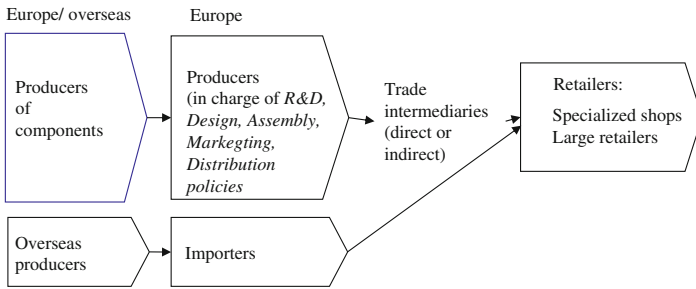 Europe/ overseas
Europe
Producers
of
components
Producers
(in charge of R&D,
Design, Assembly,
Markegting,
Distribution
policies
Trade
intermediaries
(direct or
indirect)
Retailers:
Specialized shops
Large retailers
Overseas
producers
Importers